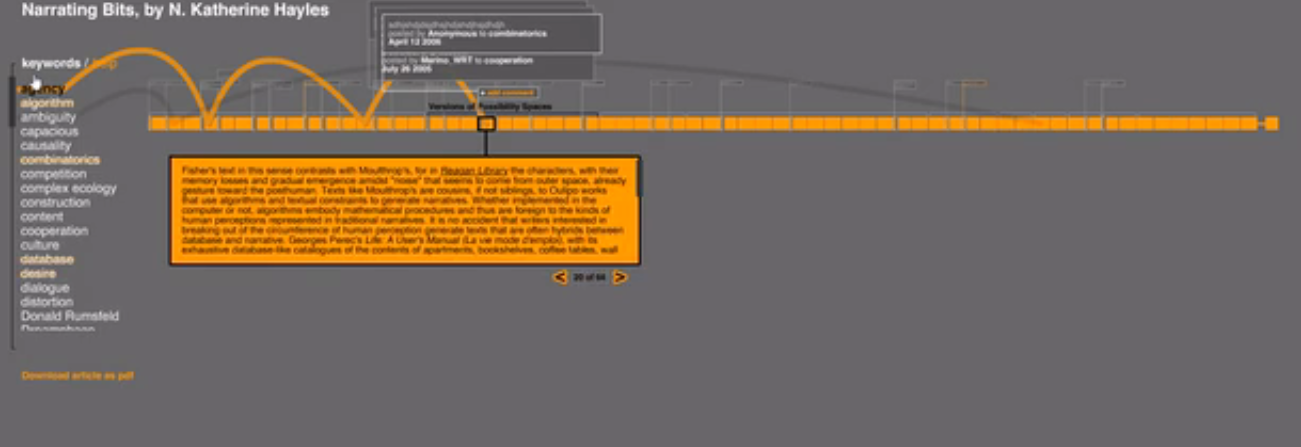 Narrating Bits, by N. Katherine Hayles
posted by Anonymous to combinatorics
April 13 2006
posted by Marino_WRT to cooperation
July 26 2005
+ add comment
Versions of Possibility Spaces
keywords / map
agency
algorithm
ambiguity
capacious
causality
combinatorics
competition
complex ecology
construction
content
cooperation
culture
database
desire
dialogue
distortion
Donald Rumsfeld
Fisher's text in this sense contrasts with Moulthrop's, for in Reagan Library the characters, with their
memory losses and gradual emergence amidst "noise" that seems to come from outer space, already
gesture toward the posthuman. Texts like Moulthrop's are cousins, if not siblings, to Oulipo works
that use algorithms and textual constraints to generate narratives. Whether implemented in the
computer or not, algorithms embody mathematical procedures and thus are foreign to the kinds of
human perceptions represented in traditional narratives. It is no accident that writers interested in
breaking out of the circumference of human perception generate texts that are often hybrids between
database and narrative. Georges Perec's Life: A User's Manual (La vie mode d'emploi), with its
exhaustive database-like catalogues of the contents of apartments, bookshelves, coffee tables, wall
< 20 of 66 >
Download article as pdf